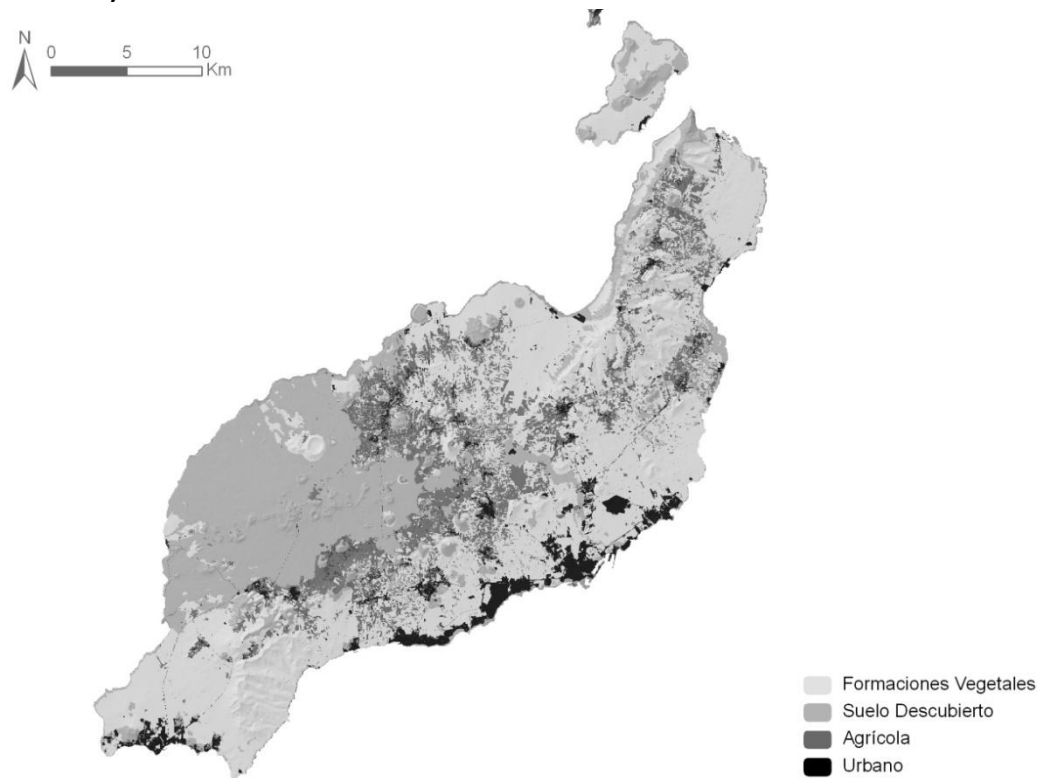 N
0 5 10
Km
Formaciones Vegetales
Suelo Descubierto
Agrícola
Urbano